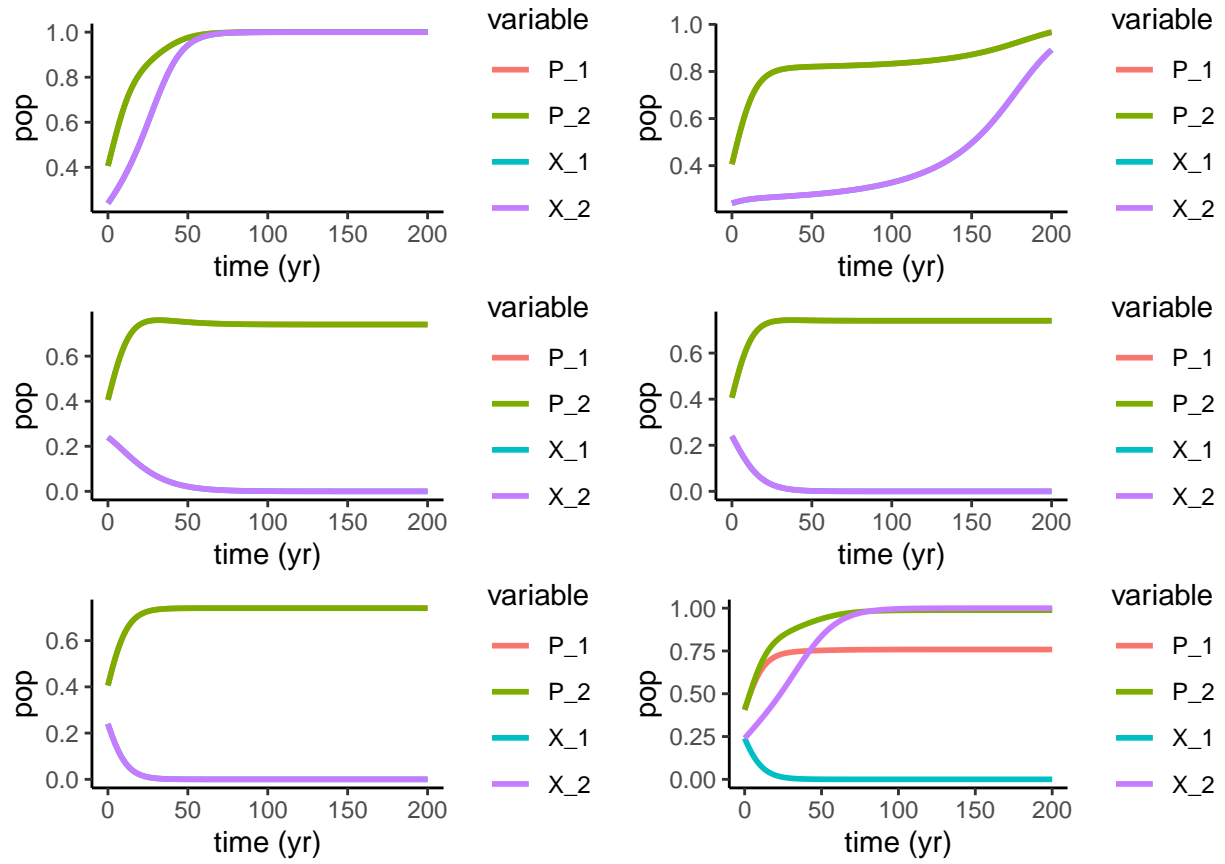 pop
1.0
0.8
0.6
0.4
0 50 100 150 200
time (yr)
variable
P_1
P_2
X_1
X_2
pop
1.0
0.8
0.6
0.4
0 50 100 150 200
time (yr)
variable
P_1
P_2
X_1
X_2
pop
0.6
0.4
0.2
0.0
0 50 100 150 200
time (yr)
variable
P_1
P_2
X_1
X_2
pop
0.6
0.4
0.2
0.0
0 50 100 150 200
time (yr)
variable
P_1
P_2
X_1
X_2
pop
0.6
0.4
0.2
0.0
0 50 100 150 200
time (yr)
variable
P_1
P_2
X_1
X_2
pop
1.00
0.75
0.50
0.25
0.00
0 50 100 150 200
time (yr)
variable
P_1
P_2
X_1
X_2